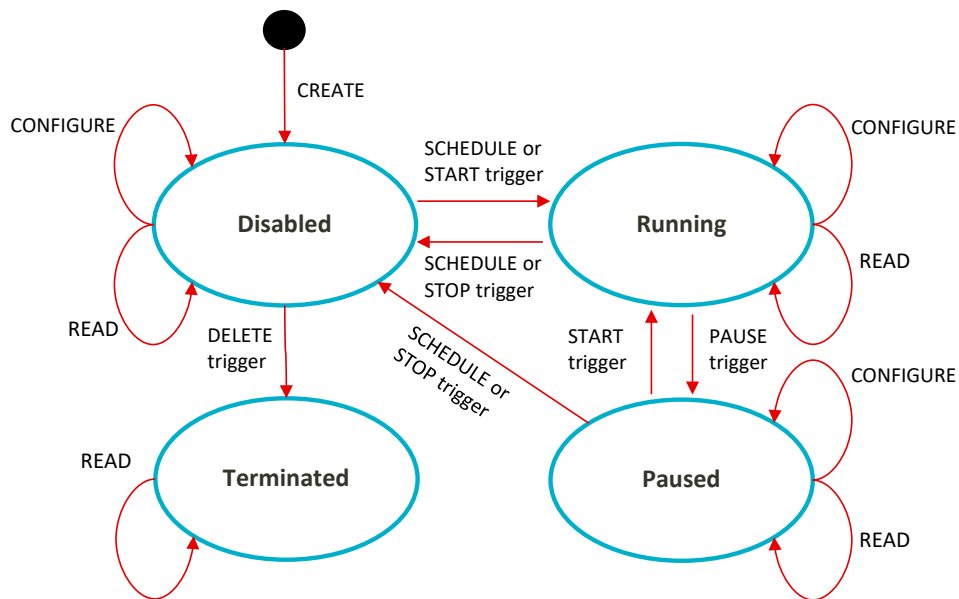 CREATE
CONFIGURE
CONFIGURE
SCHEDULE or
START trigger
Disabled
Running
SCHEDULE or
STOP trigger
READ
READ
DELETE
trigger
SCHEDULE or
STOP trigger
START
trigger
PAUSE
trigger
CONFIGURE
READ
Terminated
Paused
READ